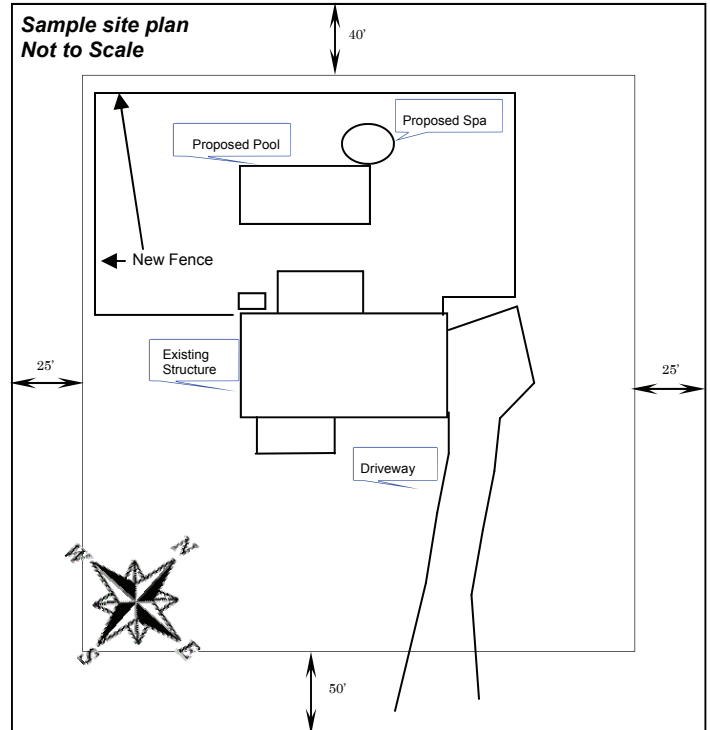 Sample site plan
Not to Scale
40'
Proposed Spa
Proposed Pool
New Fence
25'
Existing
Structure
25'
Driveway
W N
S E
50'